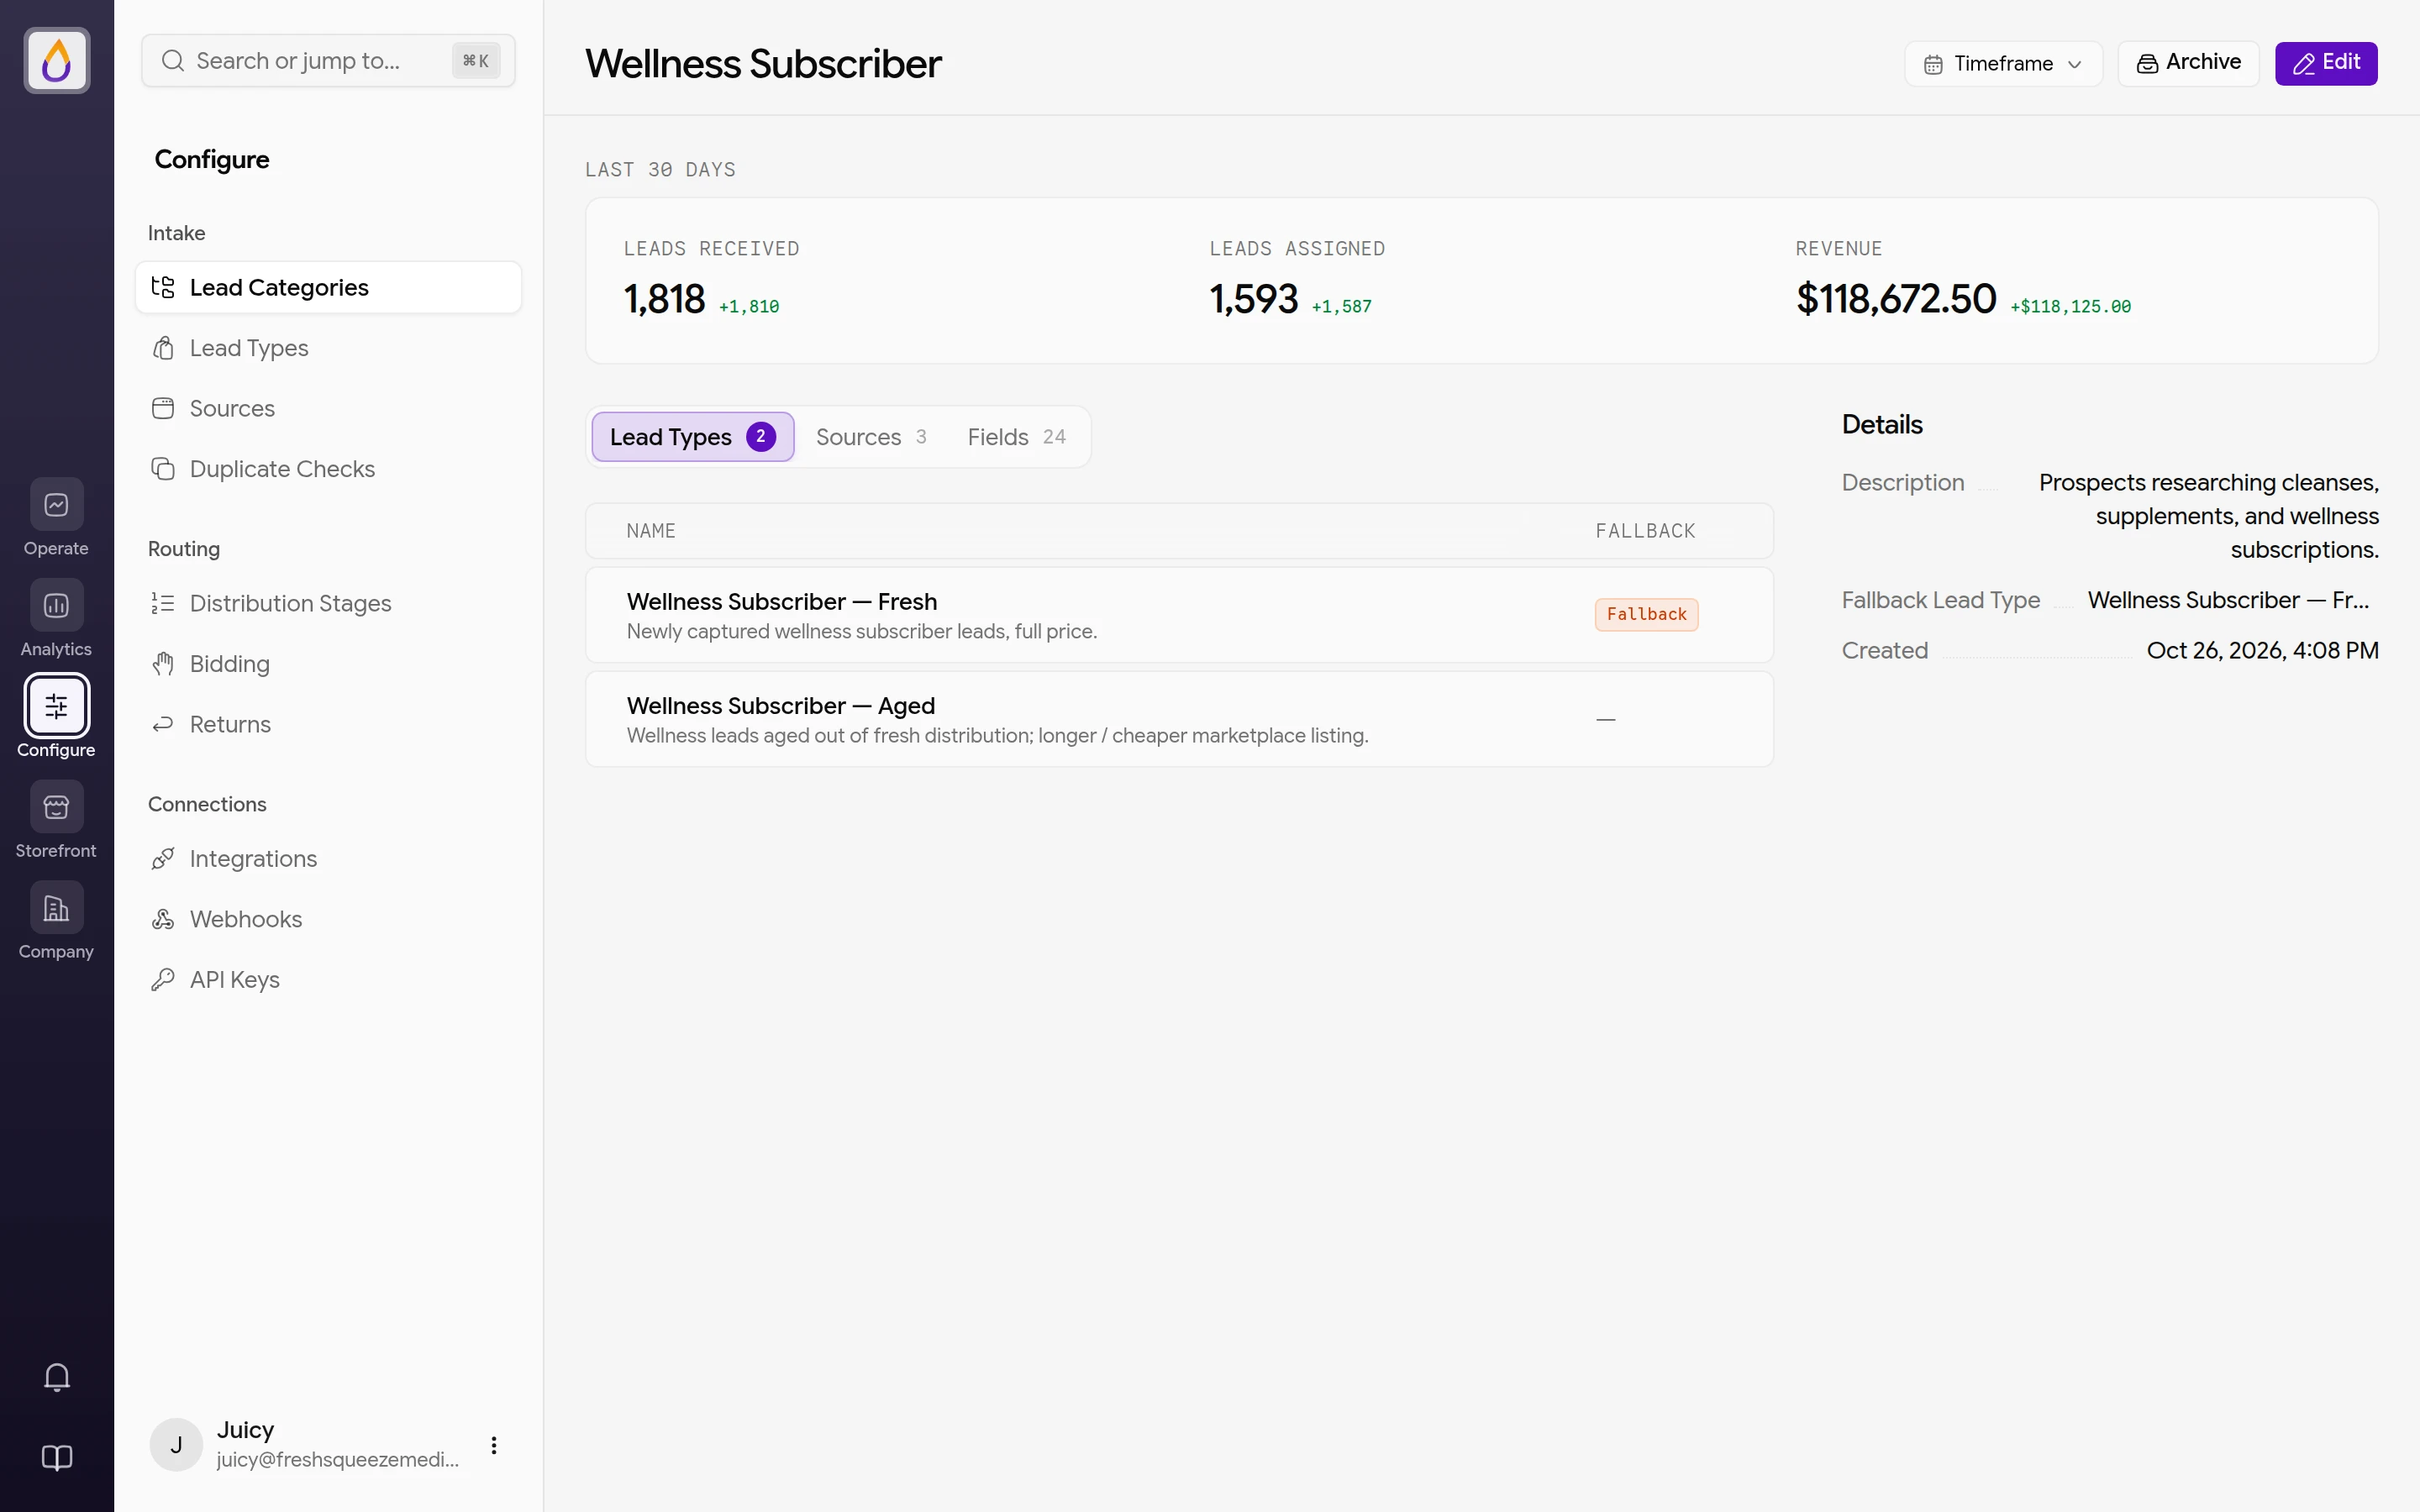 Search or jump to...
⌘K
Configure
Intake
Lead Categories
Lead Types
Sources
Duplicate Checks
Routing
Distribution Stages
Bidding
Returns
Connections
Integrations
Webhooks
API Keys
Operate
Analytics
Configure
Storefront
Company
J
Juicy
juicy@freshsqueezemedi...
Wellness Subscriber
Timeframe
Archive
Edit
LAST 30 DAYS
LEADS RECEIVED
1,818 +1,810
LEADS ASSIGNED
1,593 +1,587
REVENUE
$118,672.50 +$118,125.00
Lead Types 2
Sources 3
Fields 24
NAME FALLBACK
Wellness Subscriber — Fresh
Newly captured wellness subscriber leads, full price.
Fallback
Wellness Subscriber — Aged
Wellness leads aged out of fresh distribution; longer / cheaper marketplace listing.
—
Details
Description Prospects researching cleanses,
supplements, and wellness
subscriptions.
Fallback Lead Type Wellness Subscriber — Fr...
Created Oct 26, 2026, 4:08 PM